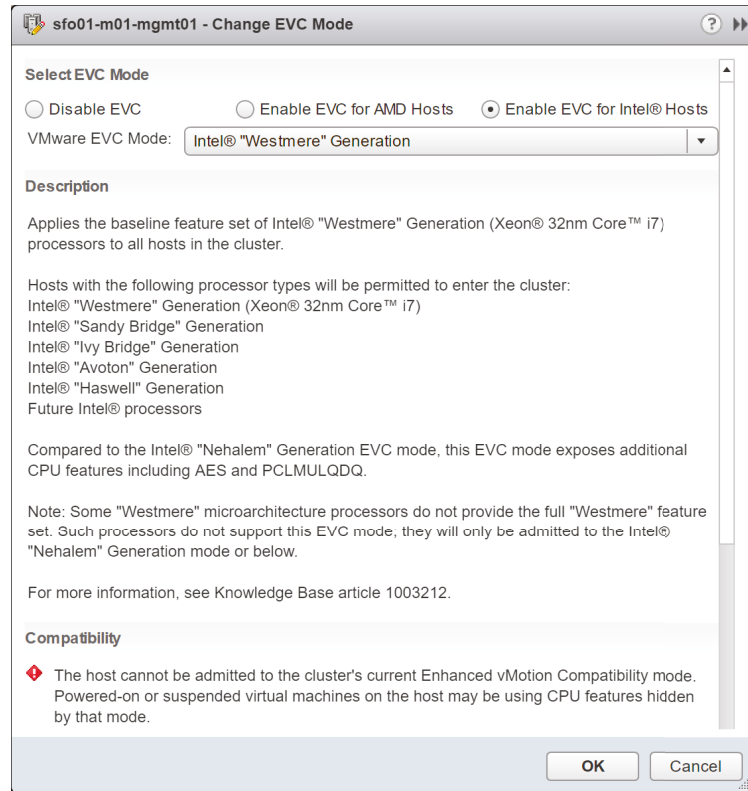 sfo01-m01-mgmt01 - Change EVC Mode
Select EVC Mode
Disable EVC Enable EVC for AMD Hosts Enable EVC for Intel® Hosts
VMware EVC Mode: Intel® "Westmere" Generation
Description
Applies the baseline feature set of Intel® "Westmere" Generation (Xeon® 32nm Core™ i7)
processors to all hosts in the cluster.
Hosts with the following processor types will be permitted to enter the cluster:
Intel® "Westmere" Generation (Xeon® 32nm Core™ i7)
Intel® "Sandy Bridge" Generation
Intel® "Ivy Bridge" Generation
Intel® "Avoton" Generation
Intel® "Haswell" Generation
Future Intel® processors
Compared to the Intel® "Nehalem" Generation EVC mode, this EVC mode exposes additional
CPU features including AES and PCLMULQDQ.
Note: Some "Westmere" microarchitecture processors do not provide the full "Westmere" feature
set. Such processors do not support this EVC mode; they will only be admitted to the Intel®
"Nehalem" Generation mode or below.
For more information, see Knowledge Base article 1003212.
Compatibility
The host cannot be admitted to the cluster's current Enhanced vMotion Compatibility mode.
Powered-on or suspended virtual machines on the host may be using CPU features hidden
by that mode.
OK Cancel